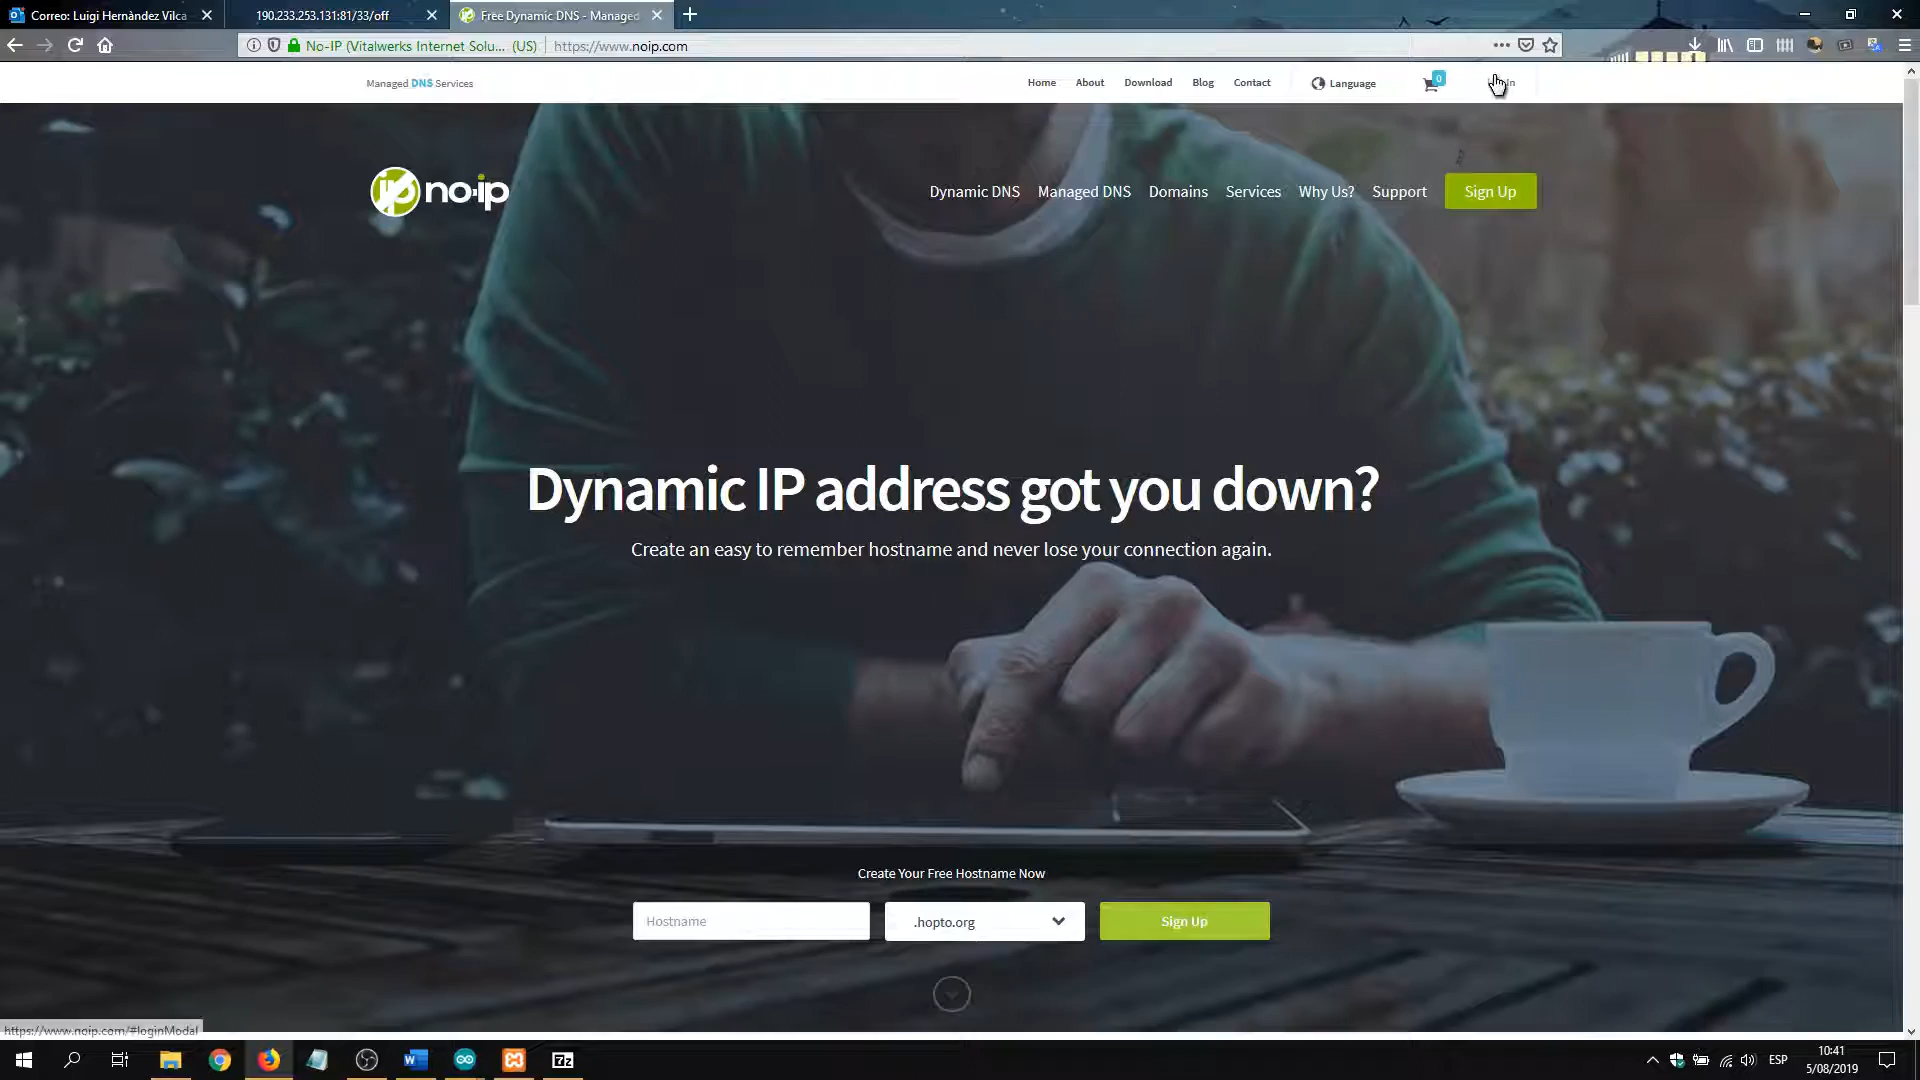 Correo: Luigi Hernàndez Vilca
190.233.253.131:81/33/off
Free Dynamic DNS - Managed
No-IP (Vitalwerks Internet Solu... (US)
https://www.noip.com
Managed DNS Services
Home
About
Download
Blog
Contact
Language
0
no-ip
Dynamic DNS
Managed DNS
Domains
Services
Why Us?
Support
Sign Up
Dynamic IP address got you down?
Create an easy to remember hostname and never lose your connection again.
Create Your Free Hostname Now
Hostname
.hopto.org
Sign Up
https://www.noip.com/#loginModal
ESP
10:41
5/08/2019